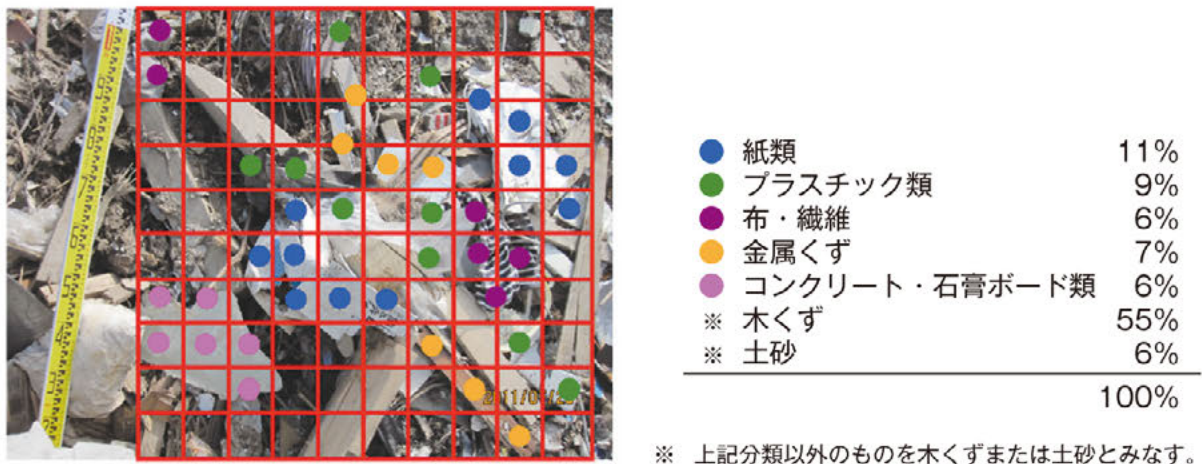 紙類 11%
プラスチック類 9%
布・繊維 6%
金属くず 7%
コンクリート・石膏ボード類 6%
※ 木くず 55%
※ 土砂 6%
100%
※ 上記分類以外のものを木くずまたは土砂とみなす。